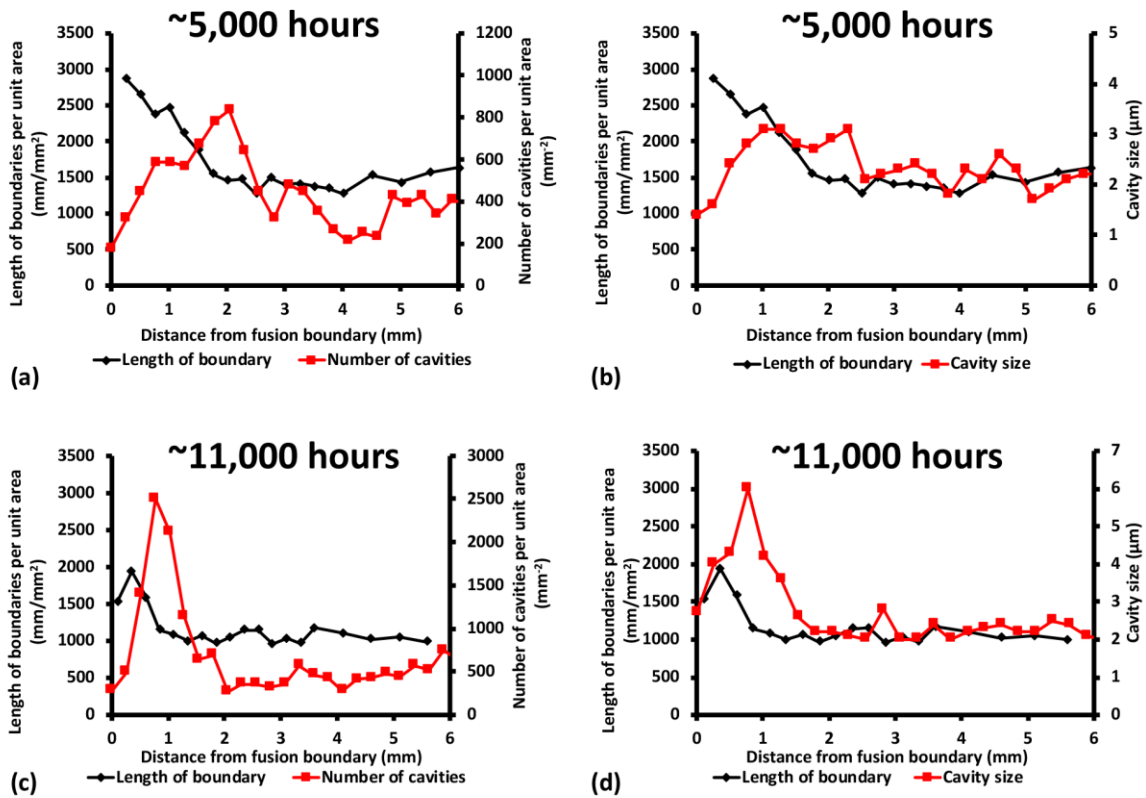 ~5,000 hours
3500
3000
2500
2000
1500
1000
500
0
Length of boundaries per unit area
(mm/mm²)
1200
1000
800
600
400
200
0
Number of cavities per unit area
(mm⁻²)
0 1 2 3 4 5 6
Distance from fusion boundary (mm)
Length of boundary Number of cavities
(a)
~5,000 hours
3500
3000
2500
2000
1500
1000
500
0
Length of boundaries per unit area
(mm/mm²)
5
4
3
2
1
0
Cavity size (µm)
0 1 2 3 4 5 6
Distance from fusion boundary (mm)
Length of boundary Cavity size
(b)
~11,000 hours
3500
3000
2500
2000
1500
1000
500
0
Length of boundaries per unit area
(mm/mm²)
3000
2500
2000
1500
1000
500
0
Number of cavities per unit area
(mm⁻²)
0 1 2 3 4 5 6
Distance from fusion boundary (mm)
Length of boundary Number of cavities
(c)
~11,000 hours
3500
3000
2500
2000
1500
1000
500
0
Length of boundaries per unit area
(mm/mm²)
7
6
5
4
3
2
1
0
Cavity size (µm)
0 1 2 3 4 5 6
Distance from fusion boundary (mm)
Length of boundary Cavity size
(d)